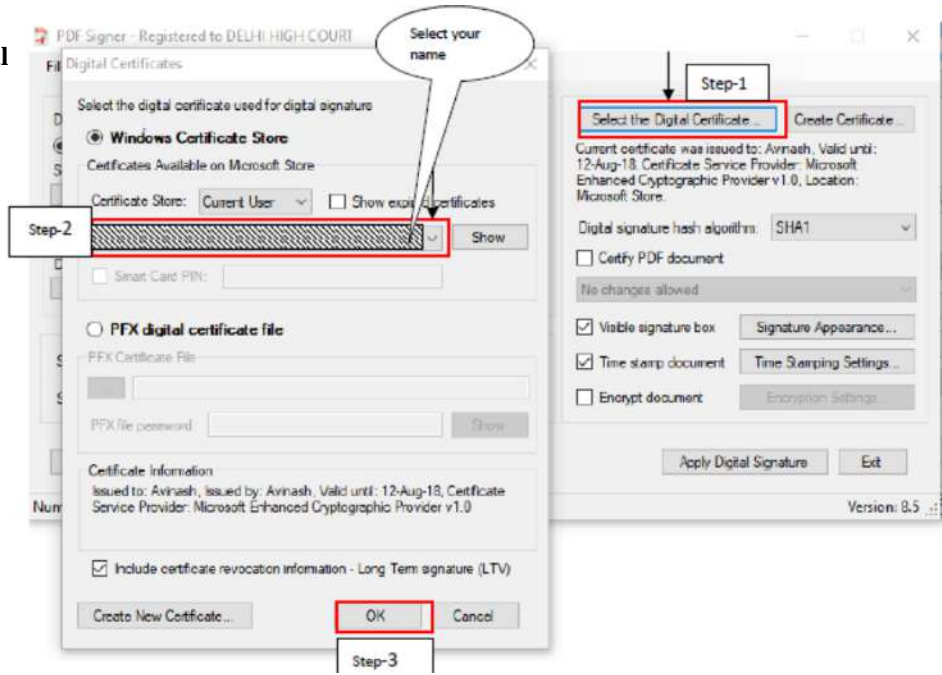 PDF Signer - Registered to DELHI HIGH COURT
Select your
name
Digital Certificates
Select the digital certificate used for digital signature
Windows Certificate Store
Certificates Available on Microsoft Store
Certificate Store: Current User
Show expired certificates
Step-2
Show
Smart Card PIN:
PFX digital certificate file
PFX Certificate File
...
PFX file password
Show
Certificate Information
Issued to: Avinash, Issued by: Avinash, Valid until: 12-Aug-18, Certificate
Service Provider: Microsoft Enhanced Cryptographic Provider v1.0
Include certificate revocation information - Long Term signature (LTV)
Create New Certificate...
OK
Cancel
Step-3
Step-1
Select the Digital Certificate...
Create Certificate...
Current certificate was issued to: Avinash, Valid until:
12-Aug-18, Certificate Service Provider: Microsoft
Enhanced Cryptographic Provider v1.0, Location:
Microsoft Store.
Digital signature hash algorithm: SHA1
Certify PDF document
No changes allowed
Visible signature box
Signature Appearance...
Time stamp document
Time Stamping Settings...
Encrypt document
Encryption Settings...
Apply Digital Signature
Exit
Version: 8.5